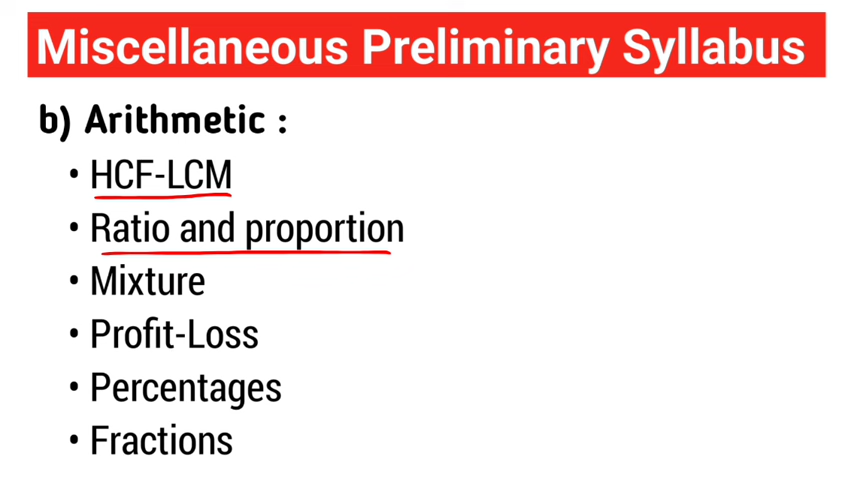 Miscellaneous Preliminary Syllabus
b) Arithmetic :
• HCF-LCM
• Ratio and proportion
• Mixture
• Profit-Loss
• Percentages
• Fractions